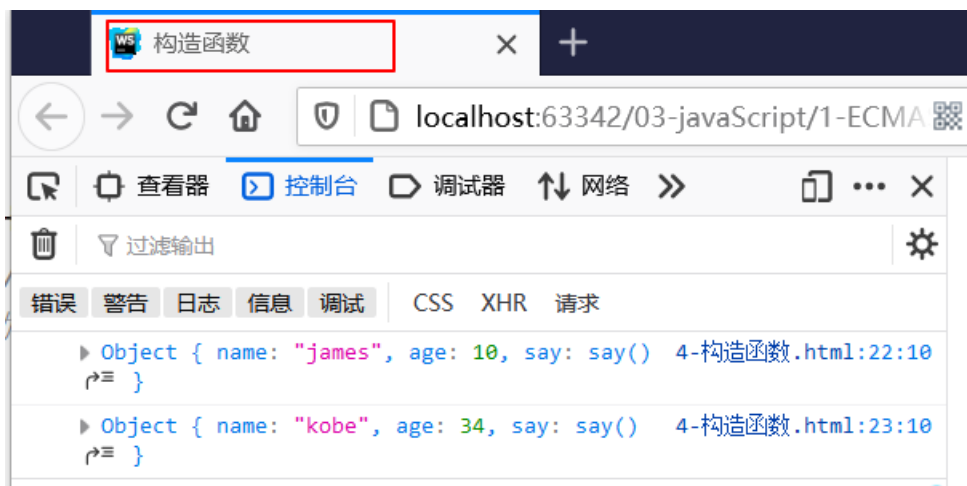 WS 构造函数
localhost:63342/03-javaScript/1-ECMA
查看器 控制台 调试器 网络
过滤输出
错误 警告 日志 信息 调试 CSS XHR 请求
Object { name: "james", age: 10, say: say() 4-构造函数.html:22:10
}
Object { name: "kobe", age: 34, say: say() 4-构造函数.html:23:10
}